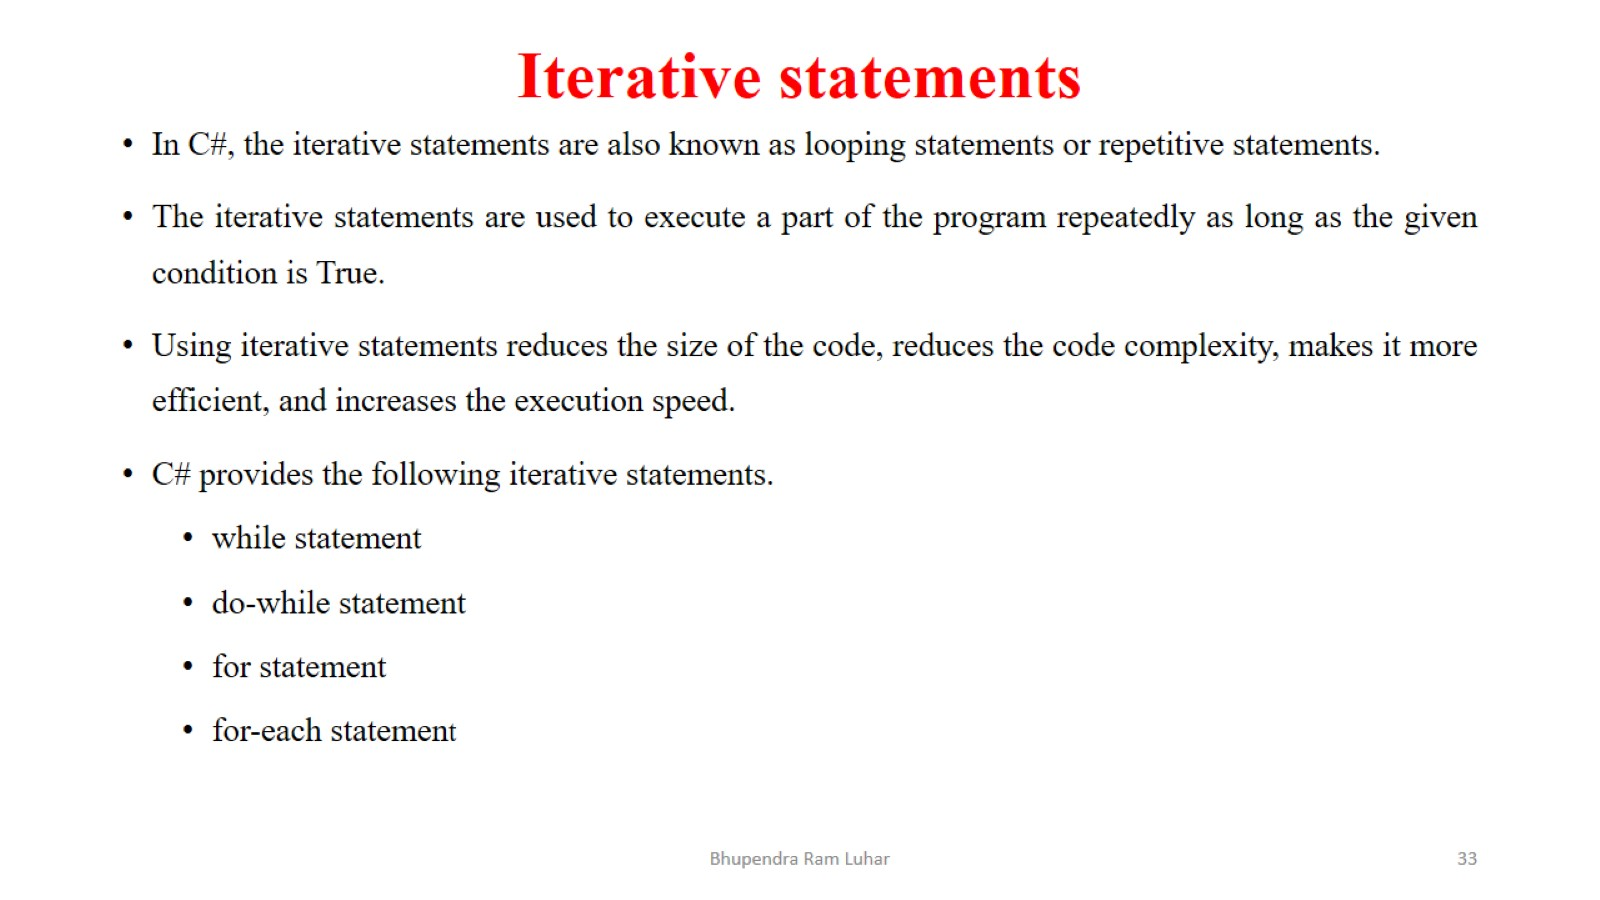 Iterative statements
• In C#, the iterative statements are also known as looping statements or repetitive statements.
• The iterative statements are used to execute a part of the program repeatedly as long as the given
condition is True.
• Using iterative statements reduces the size of the code, reduces the code complexity, makes it more
efficient, and increases the execution speed.
• C# provides the following iterative statements.
• while statement
• do-while statement
• for statement
• for-each statement
Bhupendra Ram Luhar
33